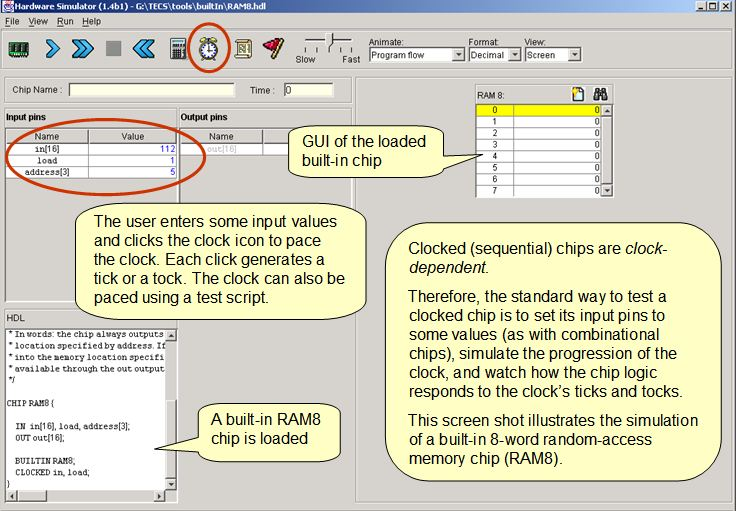 Hardware Simulator (1.4b1) - G:\TECS\tools\builtIn\RAM8.hdl
File View Run Help
Slow Fast
Animate:
Program flow
Format:
Decimal
View:
Screen
Chip Name :
Time : 0
Input pins
Name Value
in[16] 112
load 1
address[3] 5
Output pins
Name
out[16]
RAM 8:
0 0
1 0
2 0
3 0
4 0
5 0
6 0
7 0
GUI of the loaded
built-in chip
The user enters some input values
and clicks the clock icon to pace
the clock. Each click generates a
tick or a tock. The clock can also be
paced using a test script.
Clocked (sequential) chips are clock-
dependent.
Therefore, the standard way to test a
clocked chip is to set its input pins to
some values (as with combinational
chips), simulate the progression of the
clock, and watch how the chip logic
responds to the clock's ticks and tocks.
This screen shot illustrates the simulation
of a built-in 8-word random-access
memory chip (RAM8).
HDL
* In words: the chip always outputs
* location specified by address. If
* into the memory location specifi
* available through the out output
*/
CHIP RAM8 {
IN in[16], load, address[3];
OUT out[16];
BUILTIN RAM8;
CLOCKED in, load;
}
A built-in RAM8
chip is loaded